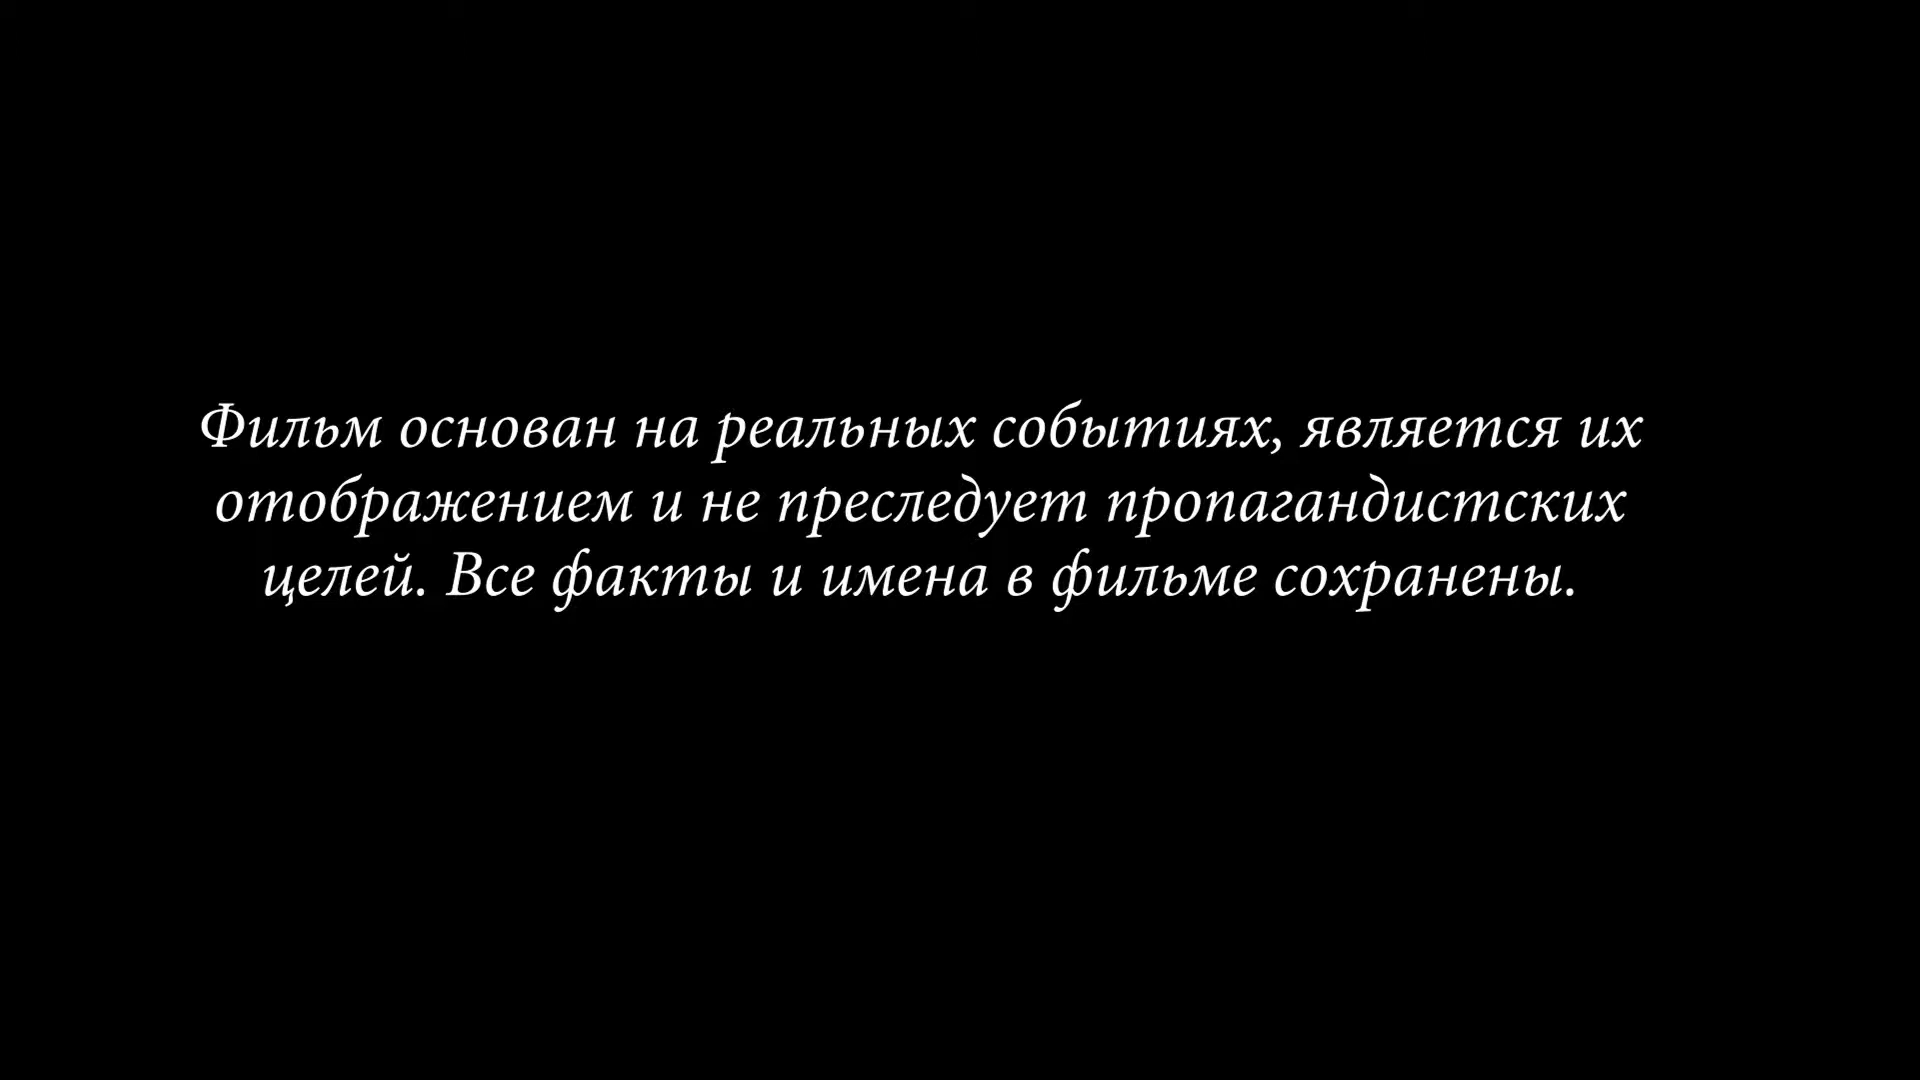 Фильм основан на реальных событиях, является их
отображением и не преследует пропагандистских
целей. Все факты и имена в фильме сохранены.